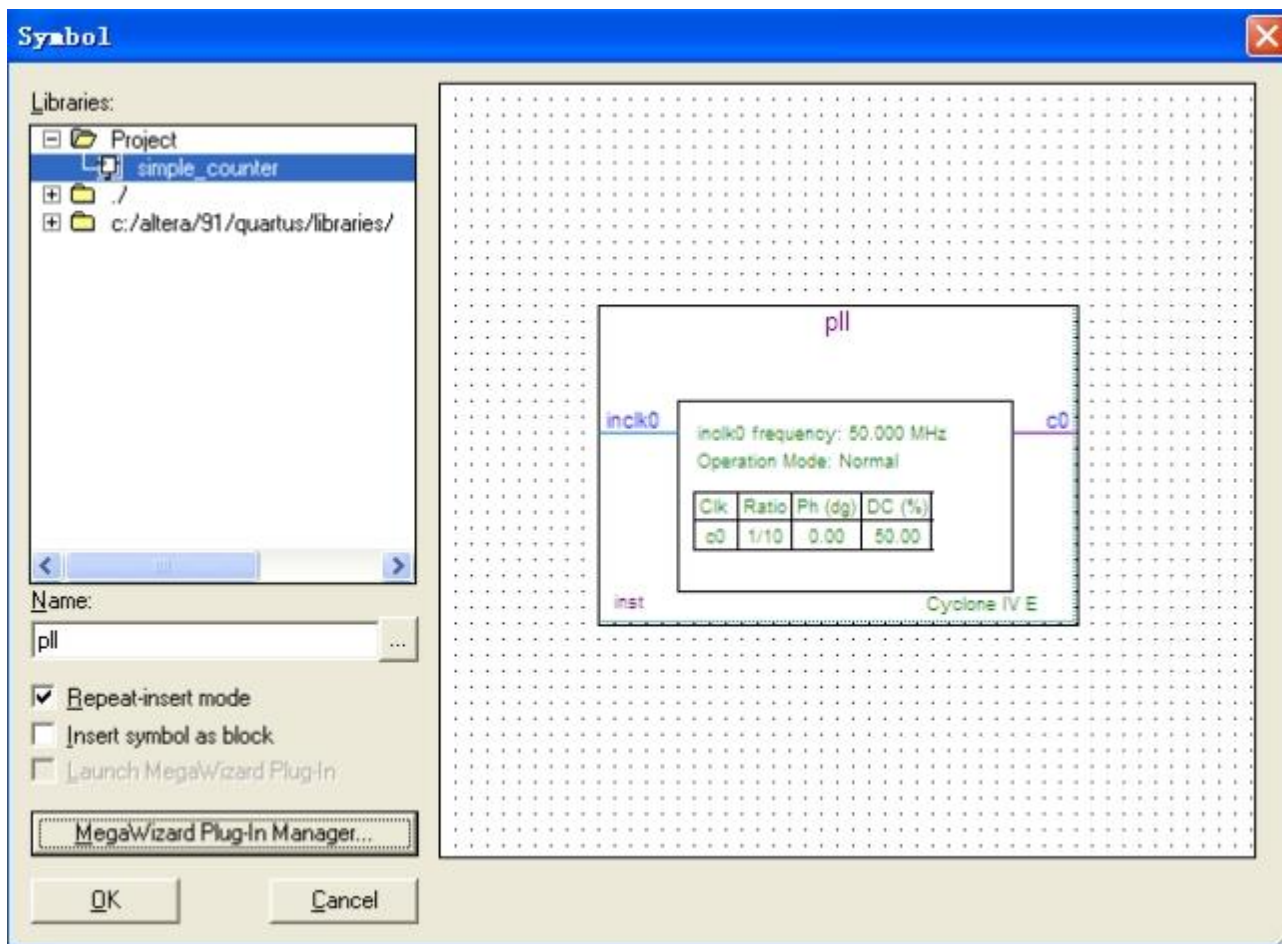 Symbol
Libraries:
Project
simple_counter
./
c:/altera/91/quartus/libraries/
Name:
pll
...
Repeat-insert mode
Insert symbol as block
Launch MegaWizard Plug-In
MegaWizard Plug-In Manager...
OK
Cancel
pll
inclk0
c0
inclk0 frequency: 50.000 MHz
Operation Mode: Normal
Clk Ratio Ph (dg) DC (%)
c0 1/10 0.00 50.00
inst
Cyclone IV E